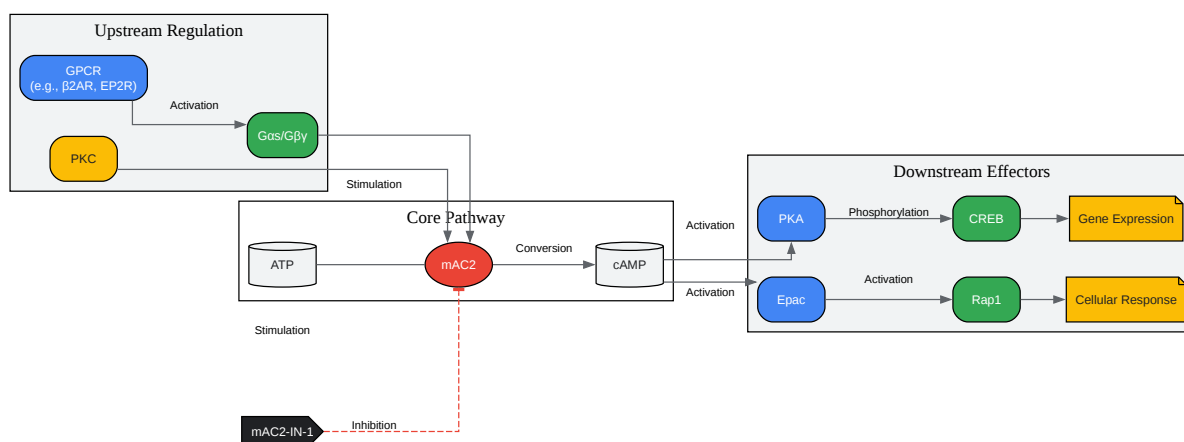 Upstream Regulation
GPCR
(e.g., β2AR, EP2R)
Activation
Gαs/Gβγ
PKC
Stimulation
Core Pathway
ATP
mAC2
Conversion
cAMP
Stimulation
mAC2-IN-1
Inhibition
Activation
Activation
Downstream Effectors
PKA
Phosphorylation
CREB
Gene Expression
Epac
Activation
Rap1
Cellular Response